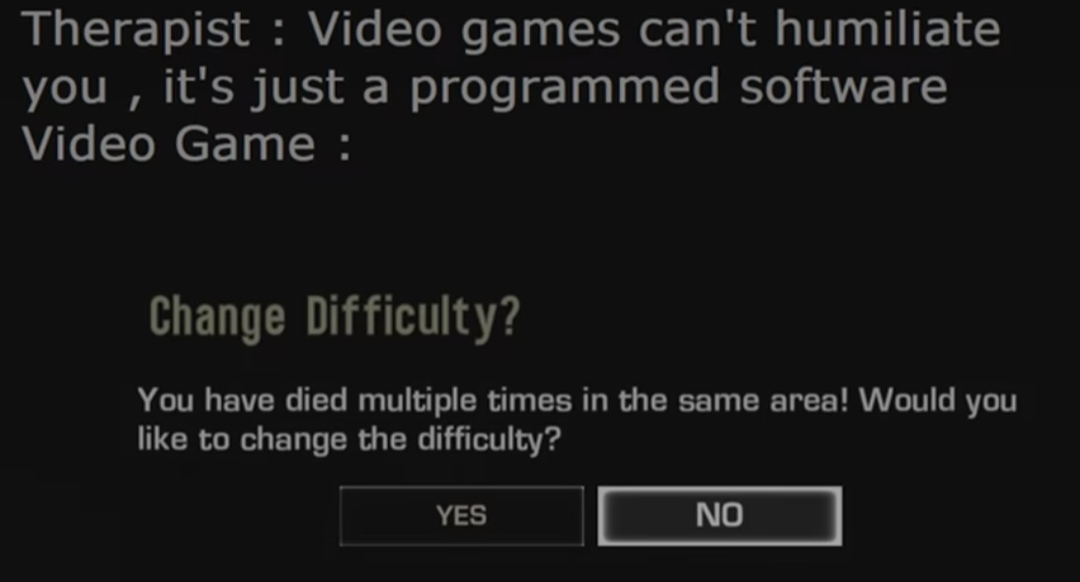 Therapist : Video games can't humiliate
you , it's just a programmed software
Video Game :
Change Difficulty?
You have died multiple times in the same area! Would you
like to change the difficulty?
YES
NO